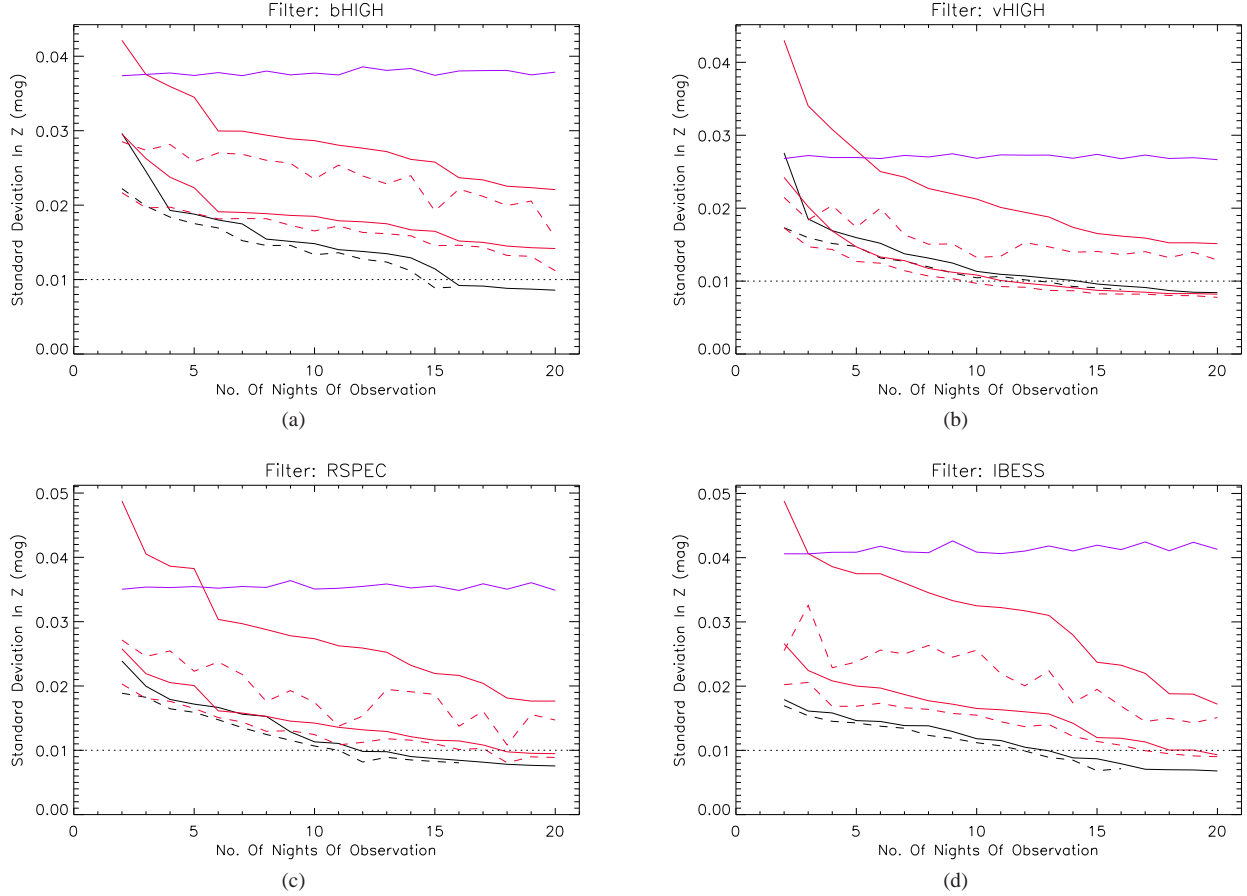 Filter: bHIGH
Standard Deviation In Z (mag)
0.04
0.03
0.02
0.01
0.00
0 5 10 15 20
No. Of Nights Of Observation
(a)
Filter: vHIGH
Standard Deviation In Z (mag)
0.04
0.03
0.02
0.01
0.00
0 5 10 15 20
No. Of Nights Of Observation
(b)
Filter: RSPEC
Standard Deviation In Z (mag)
0.05
0.04
0.03
0.02
0.01
0.00
0 5 10 15 20
No. Of Nights Of Observation
(c)
Filter: IBESS
Standard Deviation In Z (mag)
0.05
0.04
0.03
0.02
0.01
0.00
0 5 10 15 20
No. Of Nights Of Observation
(d)